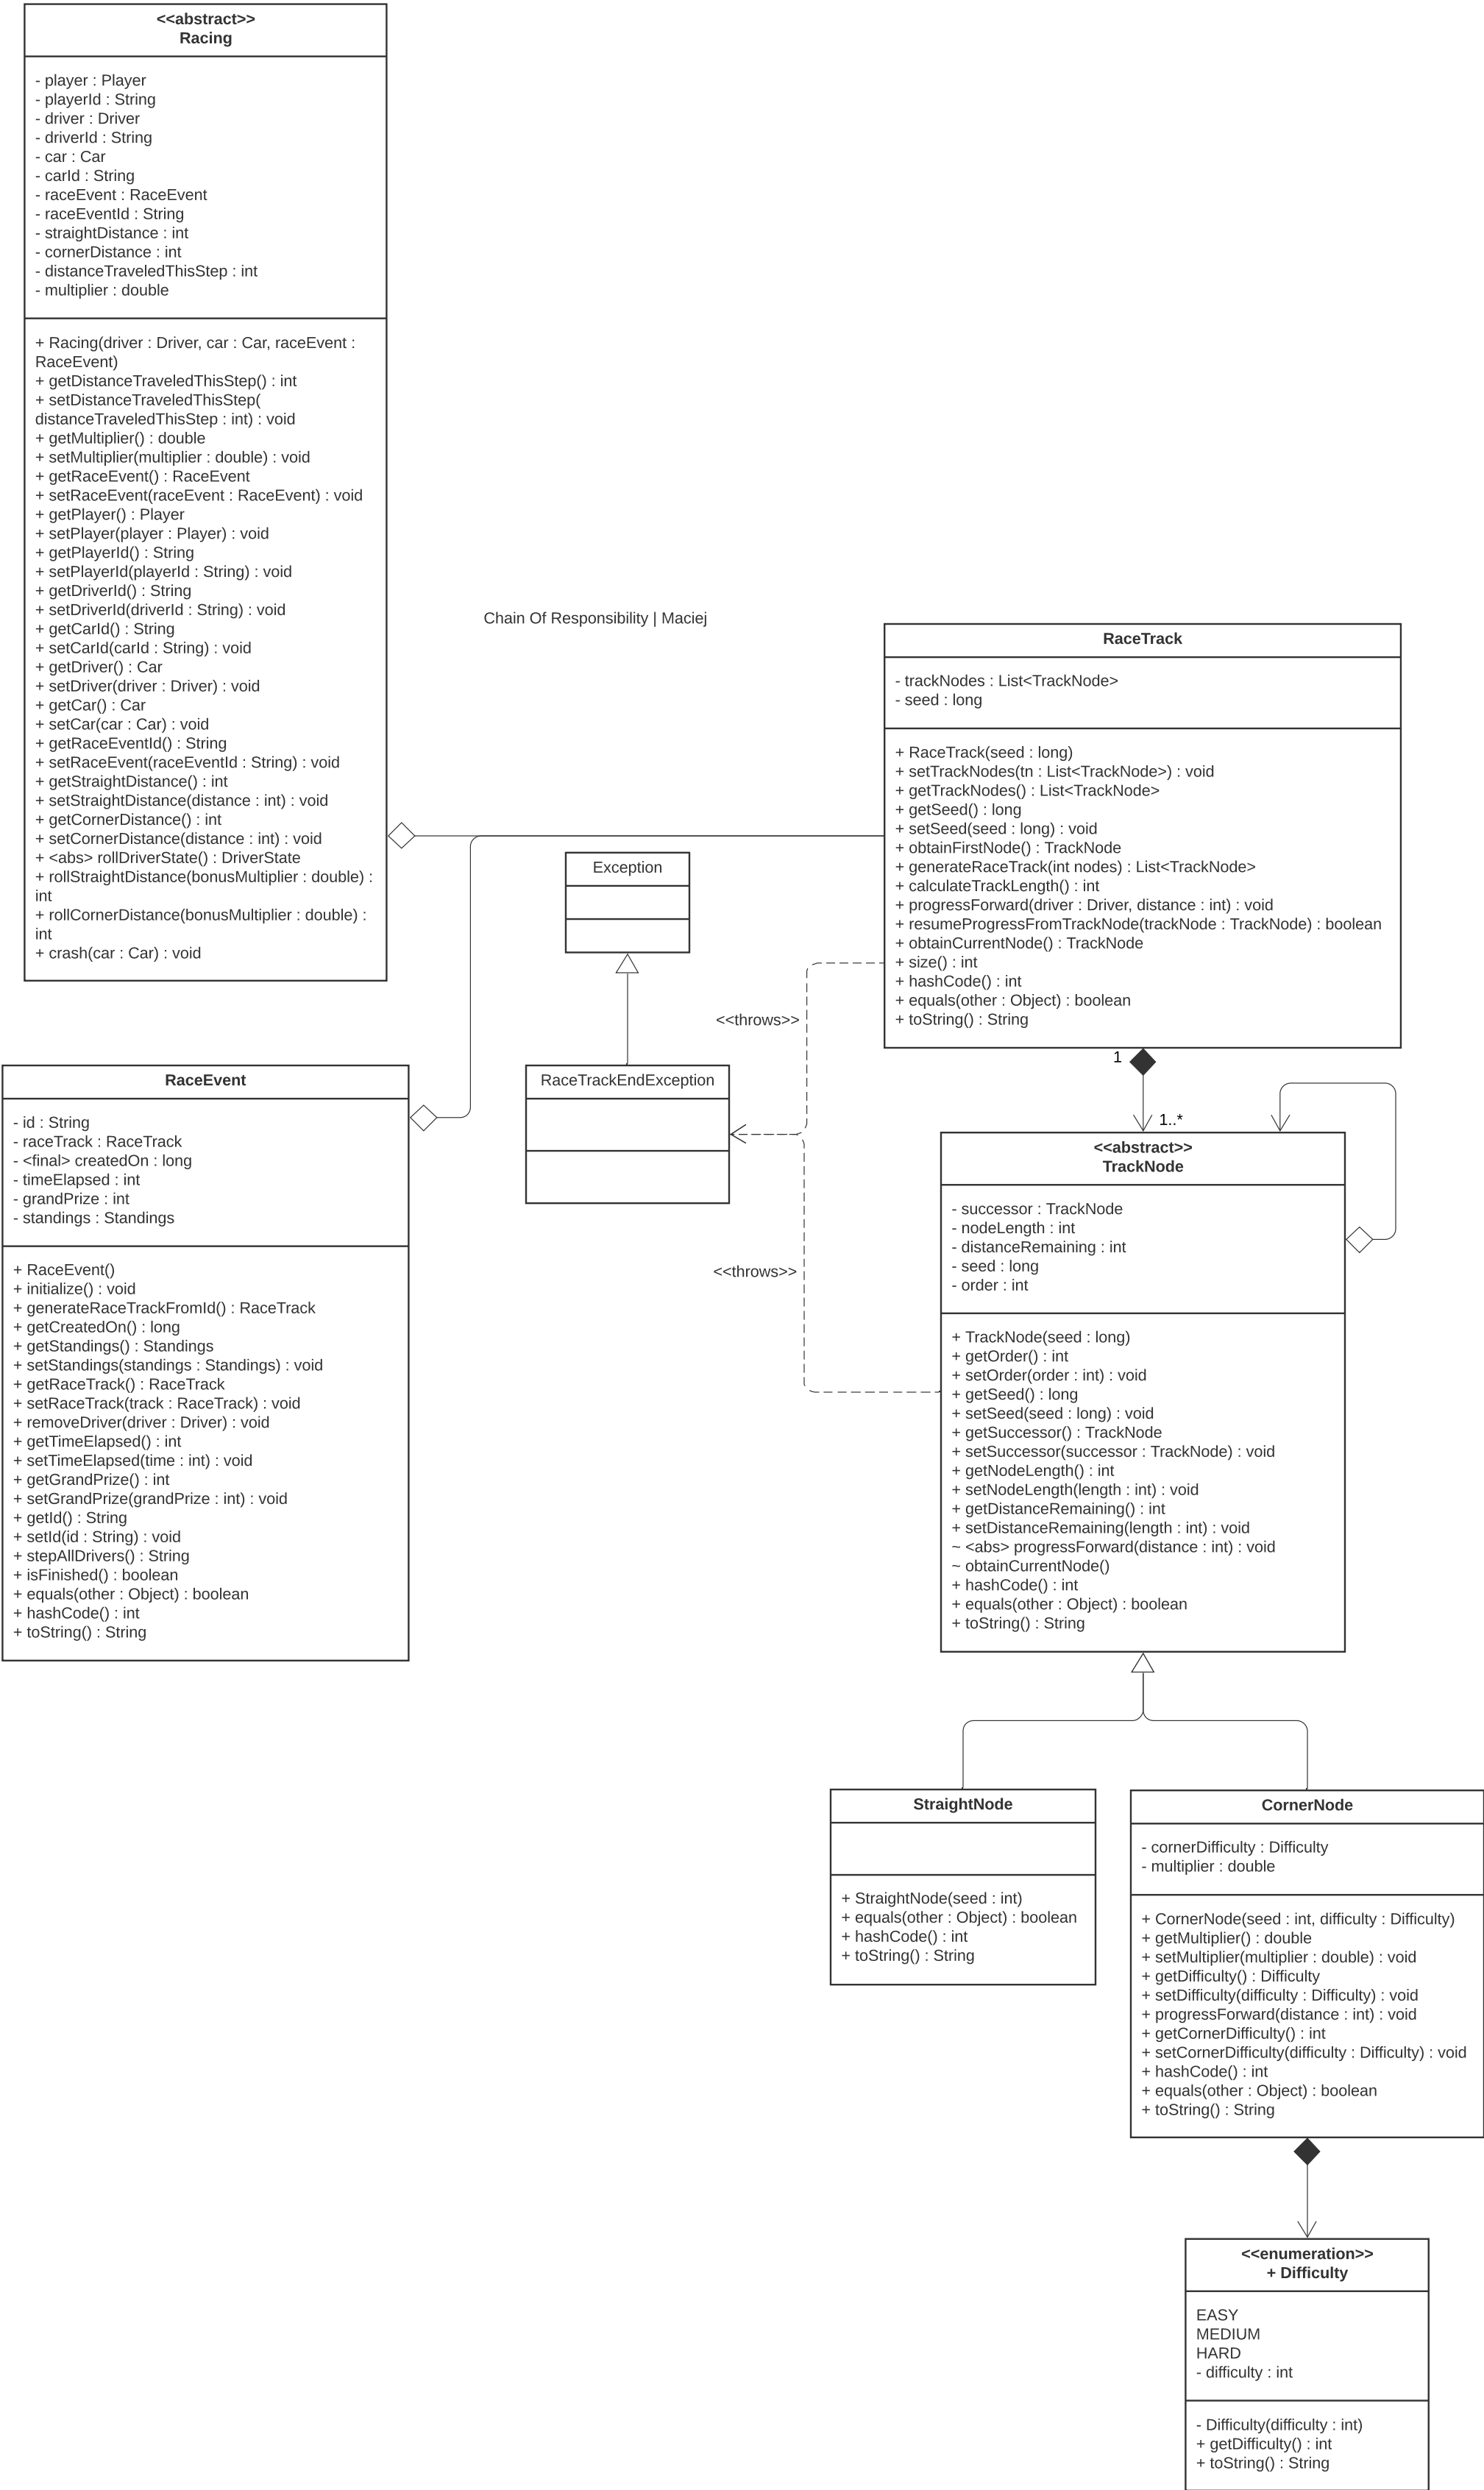 <<abstract>>
Racing
- player : Player
- playerId : String
- driver : Driver
- driverId : String
- car : Car
- carId : String
- raceEvent : RaceEvent
- raceEventId : String
- straightDistance : int
- cornerDistance : int
- distanceTraveledThisStep : int
- multiplier : double
+ Racing(driver : Driver, car : Car, raceEvent :
RaceEvent)
+ getDistanceTraveledThisStep() : int
+ setDistanceTraveledThisStep(
distanceTraveledThisStep : int) : void
+ getMultiplier() : double
+ setMultiplier(multiplier : double) : void
+ getRaceEvent() : RaceEvent
+ setRaceEvent(raceEvent : RaceEvent) : void
+ getPlayer() : Player
+ setPlayer(player : Player) : void
+ getPlayerId() : String
+ setPlayerId(playerId : String) : void
+ getDriverId() : String
+ setDriverId(driverId : String) : void
+ getCarId() : String
+ setCarId(carId : String) : void
+ getDriver() : Car
+ setDriver(driver : Driver) : void
+ getCar() : Car
+ setCar(car : Car) : void
+ getRaceEventId() : String
+ setRaceEvent(raceEventId : String) : void
+ getStraightDistance() : int
+ setStraightDistance(distance : int) : void
+ getCornerDistance() : int
+ setCornerDistance(distance : int) : void
+ <abs> rollDriverState() : DriverState
+ rollStraightDistance(bonusMultiplier : double) :
int
+ rollCornerDistance(bonusMultiplier : double) :
int
+ crash(car : Car) : void
Chain Of Responsibility | Maciej
RaceTrack
- trackNodes : List<TrackNode>
- seed : long
+ RaceTrack(seed : long)
+ setTrackNodes(tn : List<TrackNode>) : void
+ getTrackNodes() : List<TrackNode>
+ getSeed() : long
+ setSeed(seed : long) : void
+ obtainFirstNode() : TrackNode
+ generateRaceTrack(int nodes) : List<TrackNode>
+ calculateTrackLength() : int
+ progressForward(driver : Driver, distance : int) : void
+ resumeProgressFromTrackNode(trackNode : TrackNode) : boolean
+ obtainCurrentNode() : TrackNode
+ size() : int
+ hashCode() : int
+ equals(other : Object) : boolean
+ toString() : String
Exception
<<throws>>
RaceTrackEndException
<<throws>>
1
1..*
RaceEvent
- id : String
- raceTrack : RaceTrack
- <final> createdOn : long
- timeElapsed : int
- grandPrize : int
- standings : Standings
+ RaceEvent()
+ initialize() : void
+ generateRaceTrackFromId() : RaceTrack
+ getCreatedOn() : long
+ getStandings() : Standings
+ setStandings(standings : Standings) : void
+ getRaceTrack() : RaceTrack
+ setRaceTrack(track : RaceTrack) : void
+ removeDriver(driver : Driver) : void
+ getTimeElapsed() : int
+ setTimeElapsed(time : int) : void
+ getGrandPrize() : int
+ setGrandPrize(grandPrize : int) : void
+ getId() : String
+ setId(id : String) : void
+ stepAllDrivers() : String
+ isFinished() : boolean
+ equals(other : Object) : boolean
+ hashCode() : int
+ toString() : String
<<abstract>>
TrackNode
- successor : TrackNode
- nodeLength : int
- distanceRemaining : int
- seed : long
- order : int
+ TrackNode(seed : long)
+ getOrder() : int
+ setOrder(order : int) : void
+ getSeed() : long
+ setSeed(seed : long) : void
+ getSuccessor() : TrackNode
+ setSuccessor(successor : TrackNode) : void
+ getNodeLength() : int
+ setNodeLength(length : int) : void
+ getDistanceRemaining() : int
+ setDistanceRemaining(length : int) : void
~ <abs> progressForward(distance : int) : void
~ obtainCurrentNode()
+ hashCode() : int
+ equals(other : Object) : boolean
+ toString() : String
StraightNode
+ StraightNode(seed : int)
+ equals(other : Object) : boolean
+ hashCode() : int
+ toString() : String
CornerNode
- cornerDifficulty : Difficulty
- multiplier : double
+ CornerNode(seed : int, difficulty : Difficulty)
+ getMultiplier() : double
+ setMultiplier(multiplier : double) : void
+ getDifficulty() : Difficulty
+ setDifficulty(difficulty : Difficulty) : void
+ progressForward(distance : int) : void
+ getCornerDifficulty() : int
+ setCornerDifficulty(difficulty : Difficulty) : void
+ hashCode() : int
+ equals(other : Object) : boolean
+ toString() : String
<<enumeration>>
+ Difficulty
EASY
MEDIUM
HARD
- difficulty : int
- Difficulty(difficulty : int)
+ getDifficulty() : int
+ toString() : String